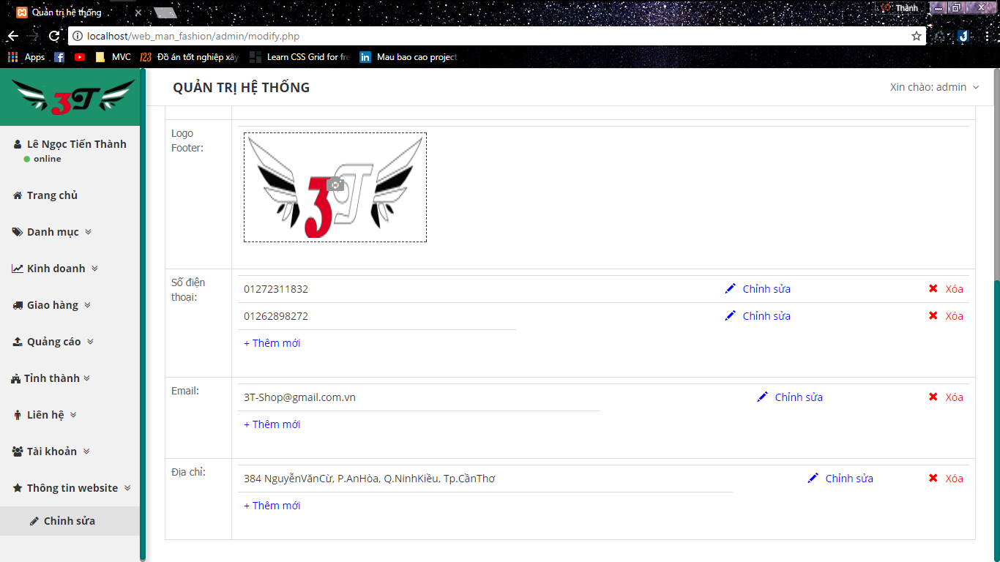 Quản trị hệ thống
Thành
localhost/web_man_fashion/admin/modify.php
Apps
MVC
123 Đồ án tốt nghiệp xây
Learn CSS Grid for fre
in Mau bao cao project
3T
QUẢN TRỊ HỆ THỐNG
Xin chào: admin
Lê Ngọc Tiến Thành
online
Trang chủ
Danh mục
Kinh doanh
Giao hàng
Quảng cáo
Tỉnh thành
Liên hệ
Tài khoản
Thông tin website
Chỉnh sửa
Logo
Footer:
3T
Số điện
thoại:
01272311832 Chỉnh sửa Xóa
01262898272 Chỉnh sửa Xóa
+ Thêm mới
Email:
3T-Shop@gmail.com.vn Chỉnh sửa Xóa
+ Thêm mới
Địa chỉ:
384 NguyễnVănCừ, P.AnHòa, Q.NinhKiều, Tp.CầnThơ Chỉnh sửa Xóa
+ Thêm mới